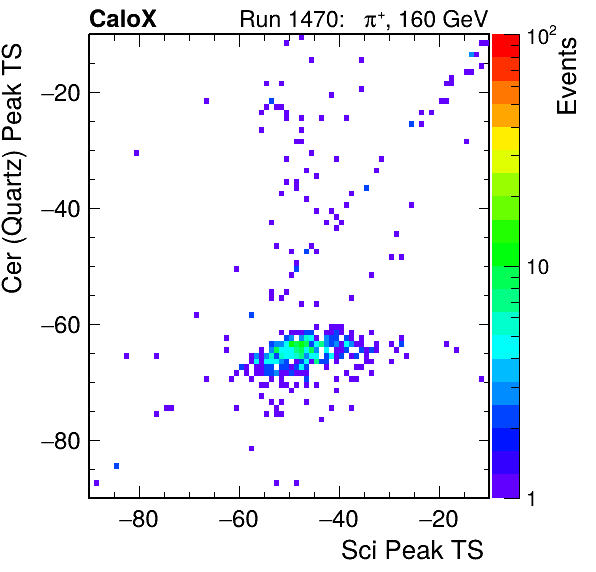 CaloX Run 1470: π⁺, 160 GeV
Cer (Quartz) Peak TS
−20
−40
−60
−80
−80 −60 −40 −20
Sci Peak TS
10²
10
1
Events